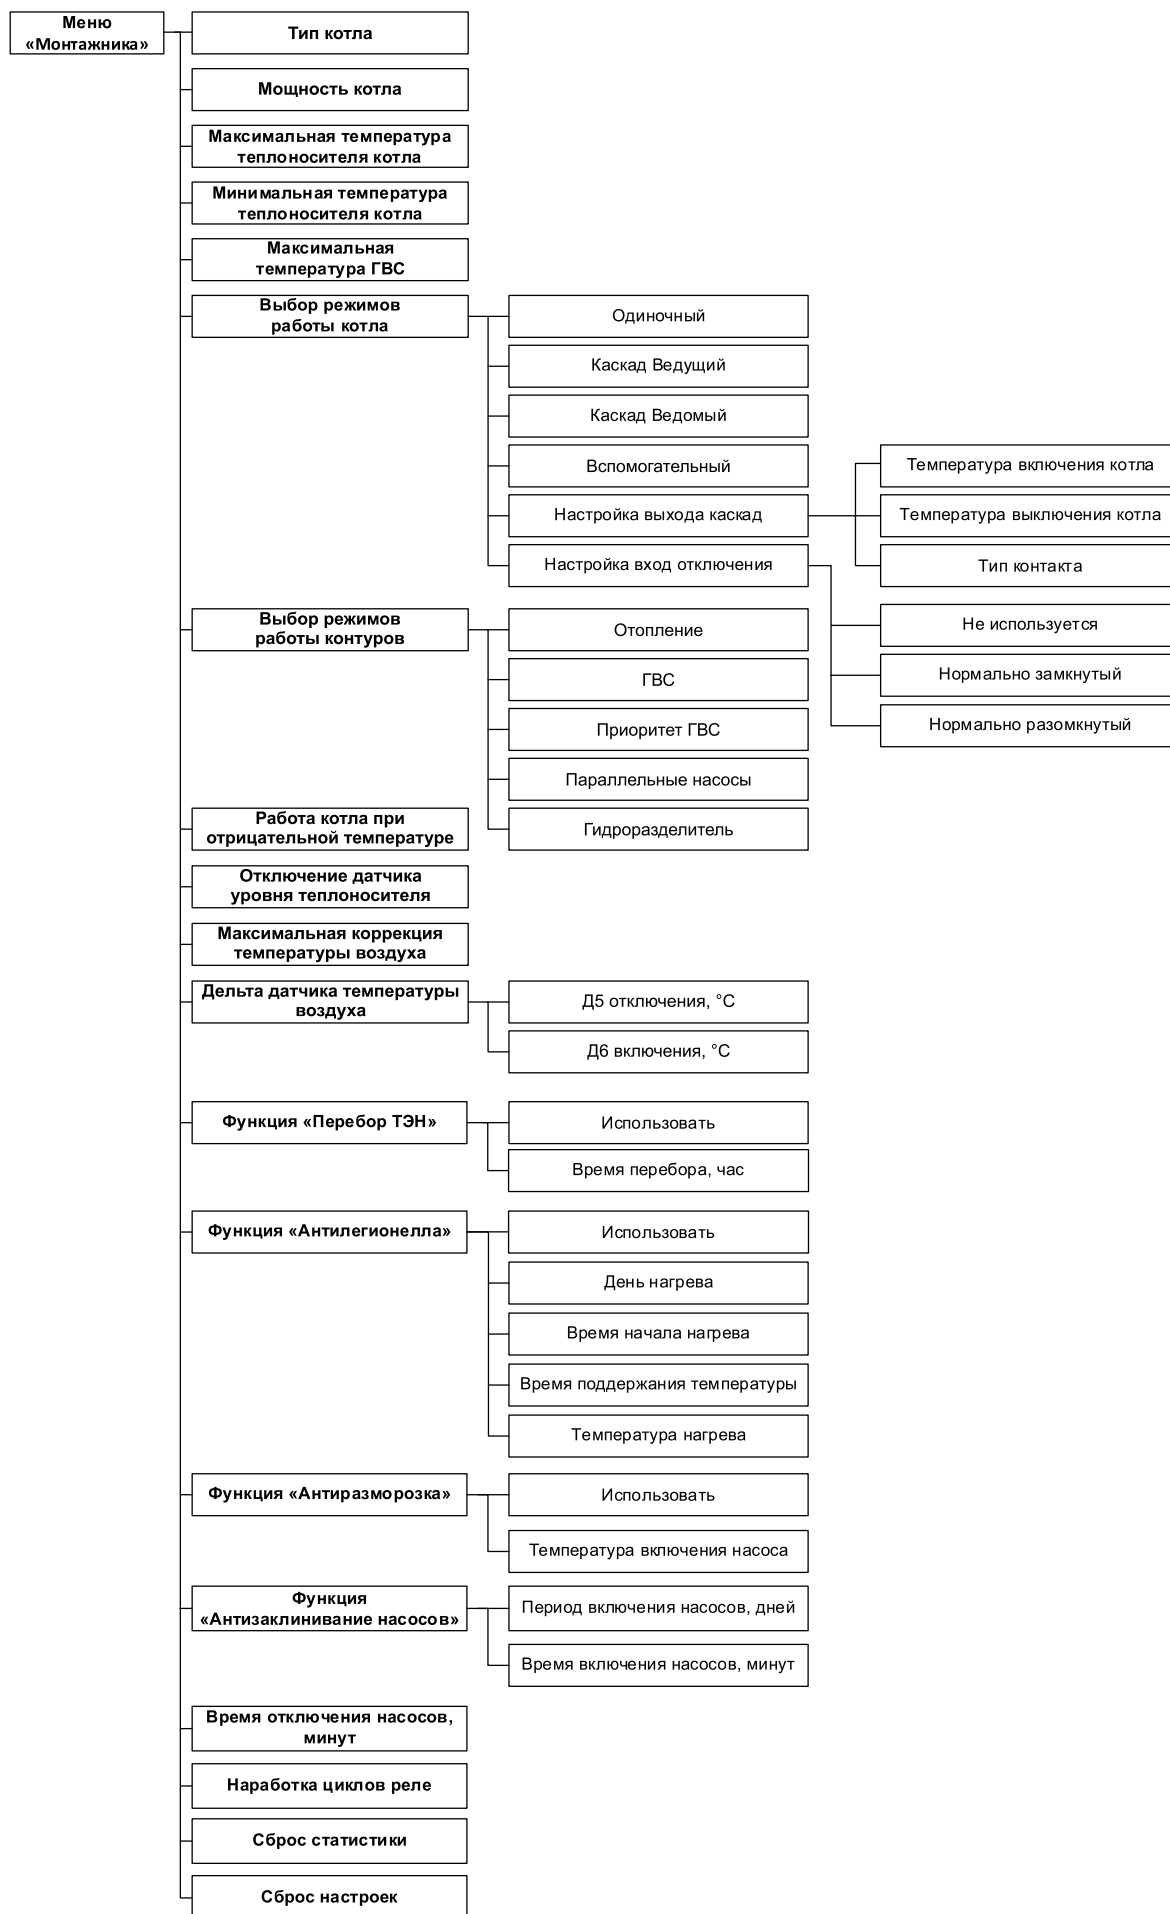 Меню
«Монтажника»
Тип котла
Мощность котла
Максимальная температура
теплоносителя котла
Минимальная температура
теплоносителя котла
Максимальная
температура ГВС
Выбор режимов
работы котла
Одиночный
Каскад Ведущий
Каскад Ведомый
Вспомогательный
Настройка выхода каскад
Температура включения котла
Температура выключения котла
Тип контакта
Настройка вход отключения
Не используется
Нормально замкнутый
Нормально разомкнутый
Выбор режимов
работы контуров
Отопление
ГВС
Приоритет ГВС
Параллельные насосы
Гидроразделитель
Работа котла при
отрицательной температуре
Отключение датчика
уровня теплоносителя
Максимальная коррекция
температуры воздуха
Дельта датчика температуры
воздуха
Д5 отключения, °С
Д6 включения, °С
Функция «Перебор ТЭН»
Использовать
Время перебора, час
Функция «Антилегионелла»
Использовать
День нагрева
Время начала нагрева
Время поддержания температуры
Температура нагрева
Функция «Антиразморозка»
Использовать
Температура включения насоса
Функция
«Антизаклинивание насосов»
Период включения насосов, дней
Время включения насосов, минут
Время отключения насосов,
минут
Наработка циклов реле
Сброс статистики
Сброс настроек